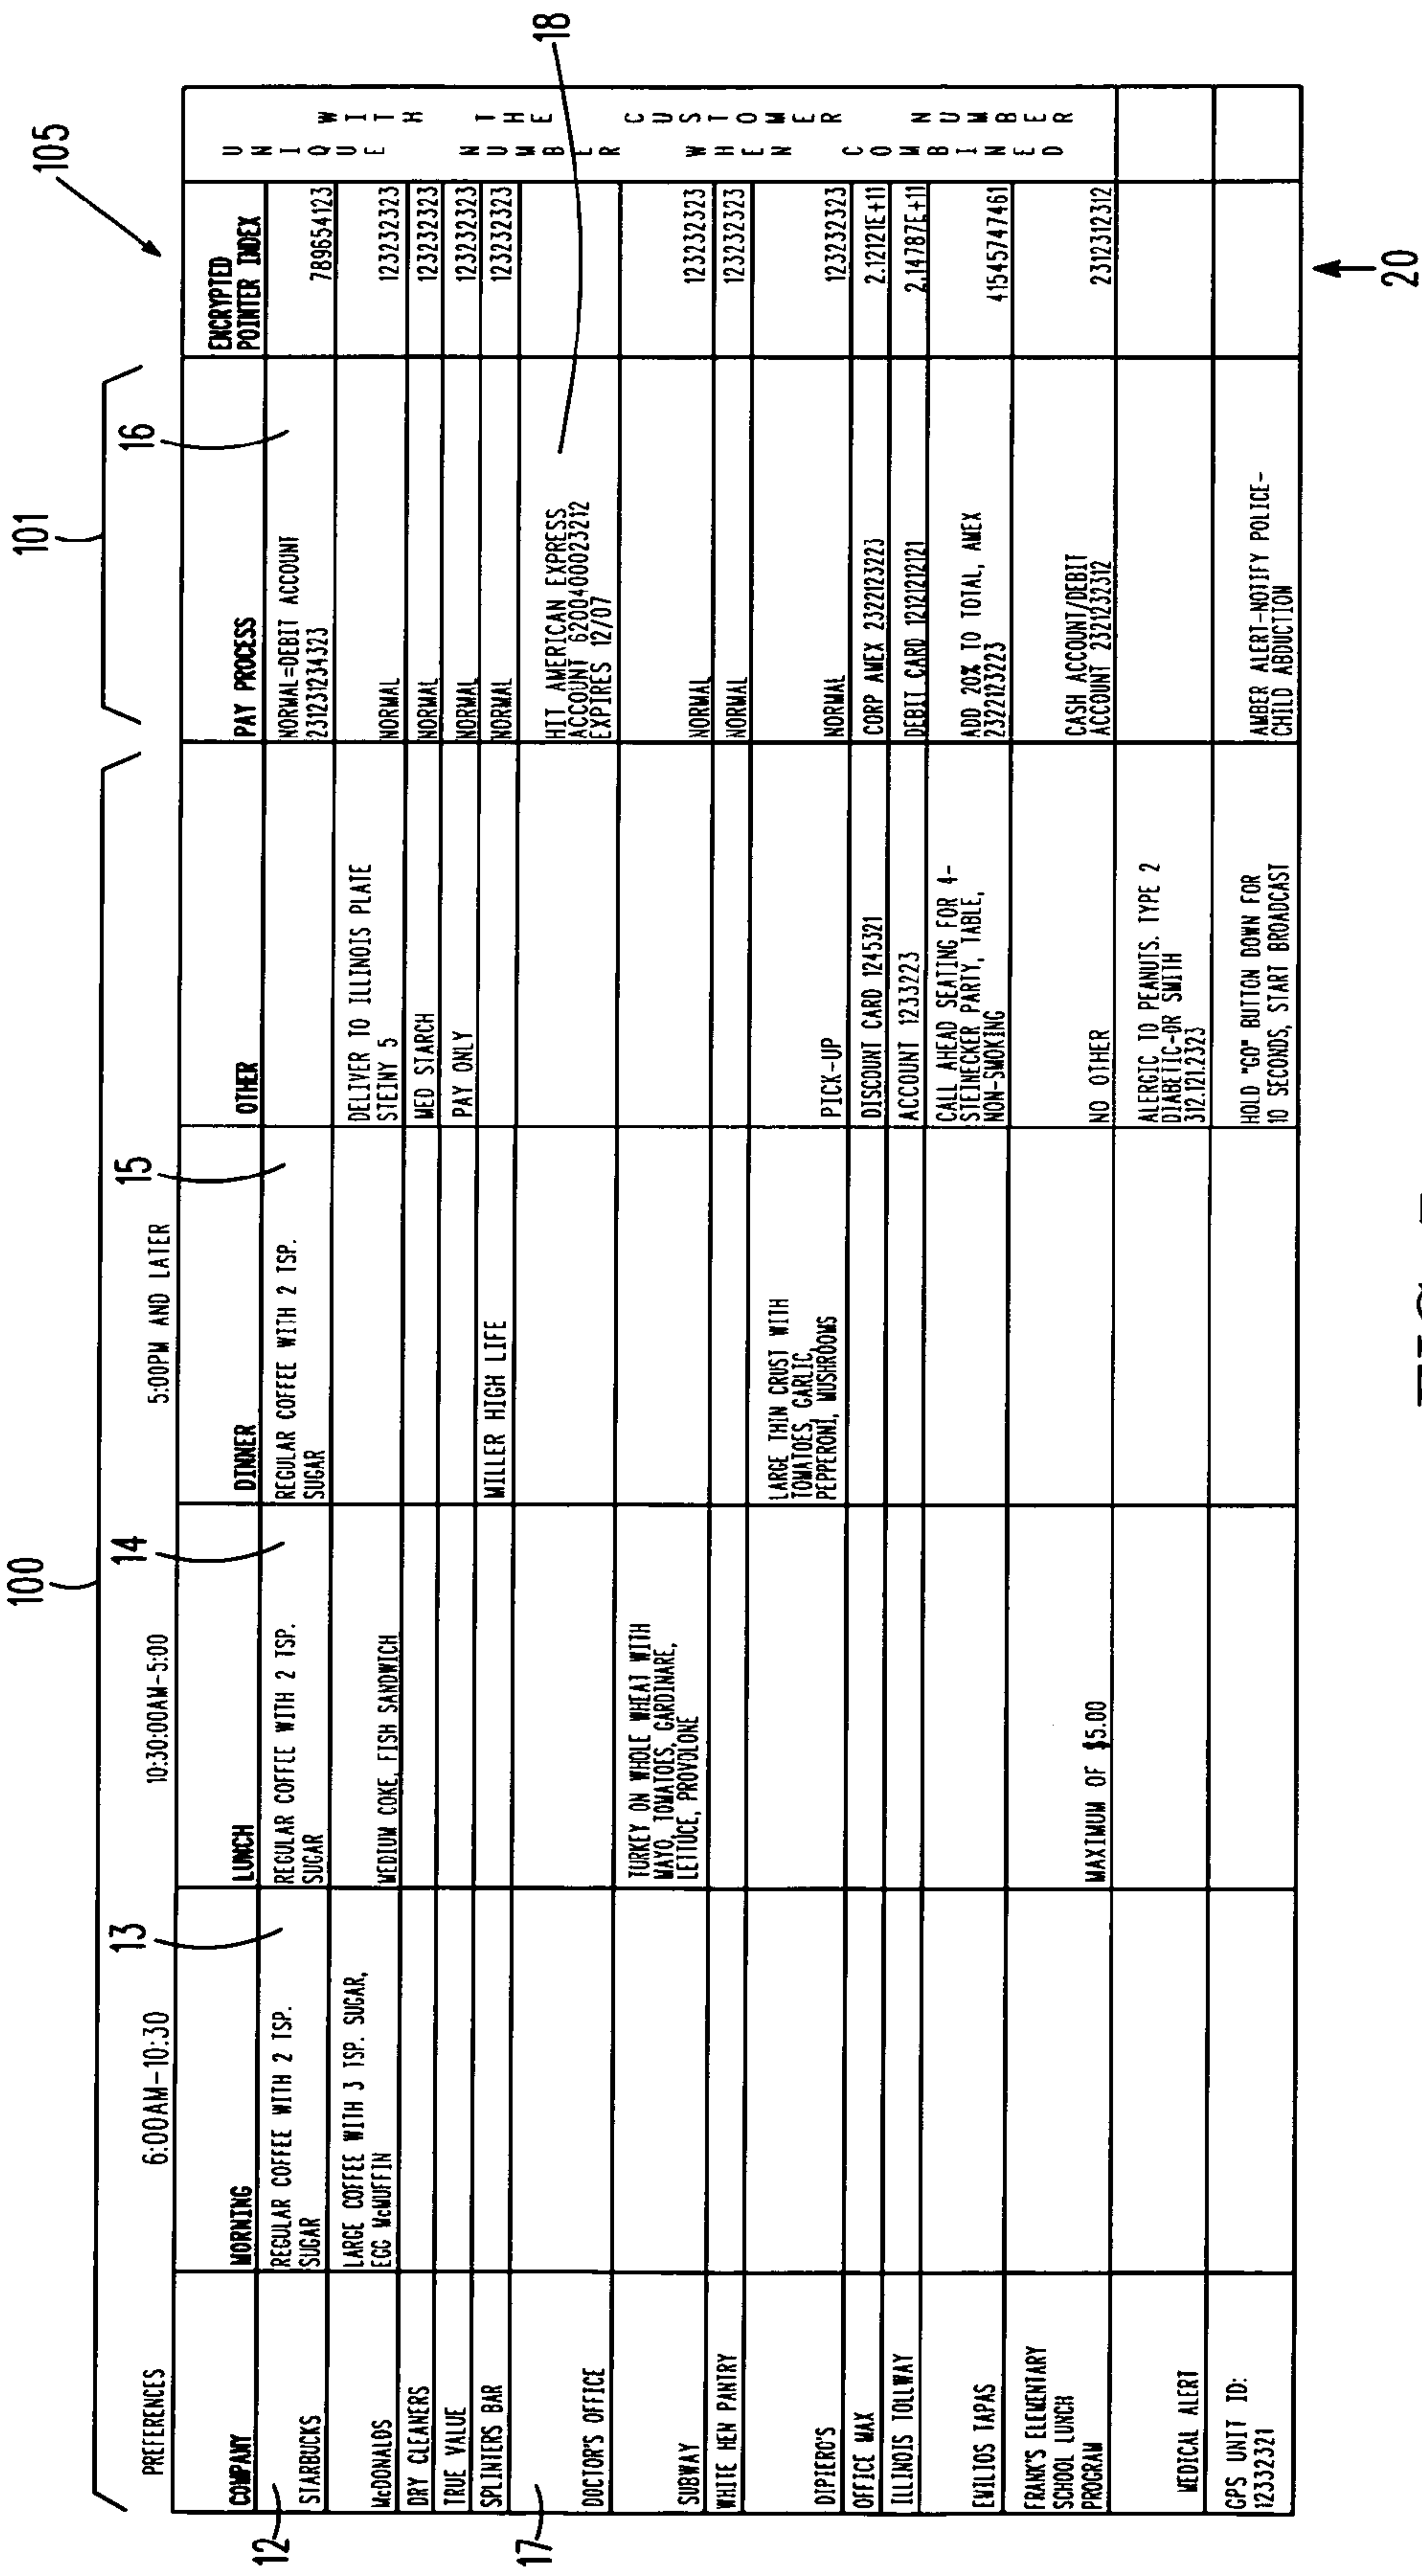 100
101
105
PREFERENCES
6:00AM-10:30
10:30:00AM-5:00
5:00PM AND LATER
13
14
15
16
12
17
18
20
COMPANY
MORNING
LUNCH
DINNER
OTHER
PAY PROCESS
ENCRYPTED
POINTER INDEX
STARBUCKS
REGULAR COFFEE WITH 2 TSP.
SUGAR
REGULAR COFFEE WITH 2 TSP.
SUGAR
REGULAR COFFEE WITH 2 TSP.
SUGAR
NORMAL=DEBIT ACCOUNT
231231234323
789654123
McDONALDS
LARGE COFFEE WITH 3 TSP. SUGAR,
EGG McMUFFIN
MEDIUM COKE, FISH SANDWICH
DELIVER TO ILLINOIS PLATE
STEINY 5
NORMAL
123232323
DRY CLEANERS
MED STARCH
NORMAL
123232323
TRUE VALUE
PAY ONLY
NORMAL
123232323
SPLINTERS BAR
MILLER HIGH LIFE
NORMAL
123232323
DOCTOR'S OFFICE
HIT AMERICAN EXPRESS
ACCOUNT 6200400023212
EXPIRES 12/07
SUBWAY
TURKEY ON WHOLE WHEAT WITH
MAYO, TOMATOES, GARDINARE,
LETTUCE, PROVOLONE
NORMAL
123232323
WHITE HEN PANTRY
NORMAL
123232323
DIPIERO'S
LARGE THIN CRUST WITH
TOMATOES, GARLIC,
PEPPERONI, MUSHROOMS
PICK-UP
NORMAL
123232323
OFFICE MAX
DISCOUNT CARD 1245321
CORP AMEX 232212323
2.12121E+11
ILLINOIS TOLLWAY
ACCOUNT 1233223
DEBIT CARD 1212121212
2.14787E+11
EMILIOS TAPAS
CALL AHEAD SEATING FOR 4-
STEINECKER PARTY, TABLE,
NON-SMOKING
ADD 20% TO TOTAL, AMEX
2322123223
41545747461
FRANK'S ELEMENTARY
SCHOOL LUNCH
PROGRAM
MAXIMUM OF $5.00
NO OTHER
CASH ACCOUNT/DEBIT
ACCOUNT 2321232312
2312312312
MEDICAL ALERT
ALERGIC TO PEANUTS. TYPE 2
DIABETIC-DR SMITH
312.121.2323
GPS UNIT ID:
12332321
HOLD "GO" BUTTON DOWN FOR
10 SECONDS, START BROADCAST
AMBER ALERT-NOTIFY POLICE-
CHILD ABDUCTION
UNIQUE NUMBER WHEN COMBINED
WITH THE CUSTOMER NUMBER